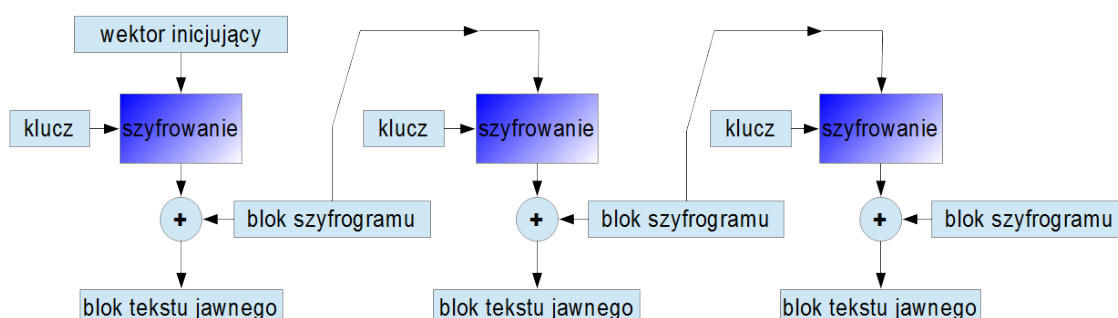 wektor inicjujący
klucz szyfrowanie klucz szyfrowanie klucz szyfrowanie
+ blok szyfrogramu + blok szyfrogramu + blok szyfrogramu
blok tekstu jawnego blok tekstu jawnego blok tekstu jawnego